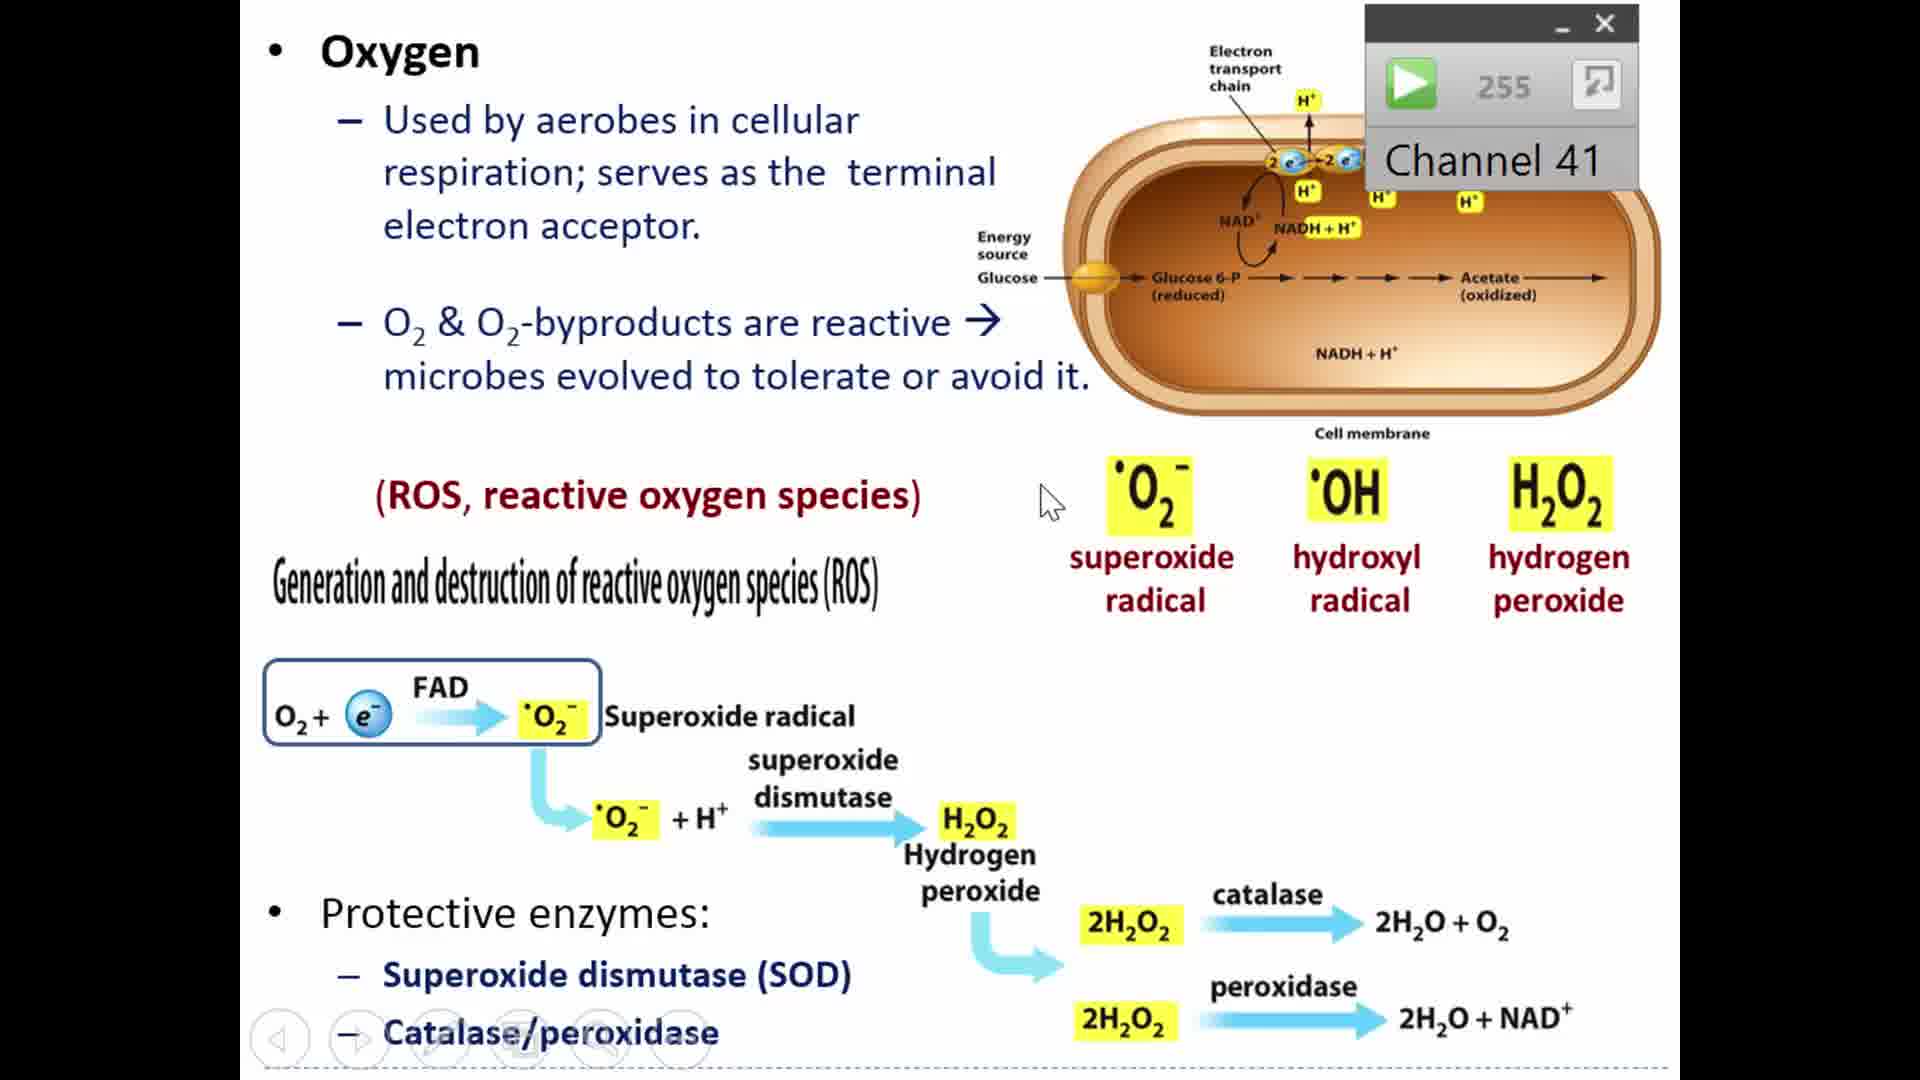 • Oxygen
– Used by aerobes in cellular
respiration; serves as the terminal
electron acceptor.
– O₂ & O₂-byproducts are reactive →
microbes evolved to tolerate or avoid it.
(ROS, reactive oxygen species)
Electron
transport
chain
H⁺
2 e⁻ 2 e⁻
H⁺ H⁺ H⁺
NAD⁺
NADH + H⁺
Energy
source
Glucose
Glucose 6-P
(reduced)
Acetate
(oxidized)
NADH + H⁺
Cell membrane
255
Channel 41
•O₂⁻ •OH H₂O₂
superoxide hydroxyl hydrogen
radical radical peroxide
Generation and destruction of reactive oxygen species (ROS)
FAD
O₂ + e⁻ •O₂⁻ Superoxide radical
superoxide
dismutase
•O₂⁻ + H⁺ H₂O₂
Hydrogen
peroxide
catalase
2H₂O₂ 2H₂O + O₂
peroxidase
2H₂O₂ 2H₂O + NAD⁺
• Protective enzymes:
– Superoxide dismutase (SOD)
– Catalase/peroxidase